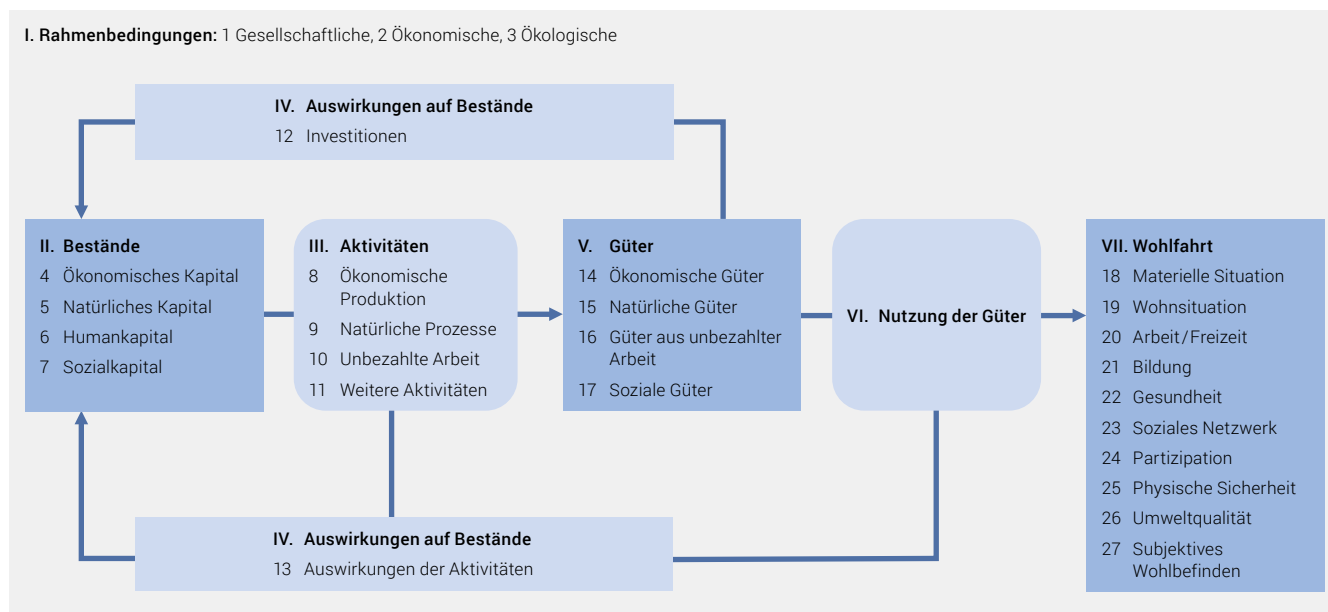 I. Rahmenbedingungen: 1 Gesellschaftliche, 2 Ökonomische, 3 Ökologische
IV. Auswirkungen auf Bestände
12 Investitionen
II. Bestände
4 Ökonomisches Kapital
5 Natürliches Kapital
6 Humankapital
7 Sozialkapital
III. Aktivitäten
8 Ökonomische
Produktion
9 Natürliche Prozesse
10 Unbezahlte Arbeit
11 Weitere Aktivitäten
V. Güter
14 Ökonomische Güter
15 Natürliche Güter
16 Güter aus unbezahlter
Arbeit
17 Soziale Güter
VI. Nutzung der Güter
VII. Wohlfahrt
18 Materielle Situation
19 Wohnsituation
20 Arbeit/Freizeit
21 Bildung
22 Gesundheit
23 Soziales Netzwerk
24 Partizipation
25 Physische Sicherheit
26 Umweltqualität
27 Subjektives
Wohlbefinden
IV. Auswirkungen auf Bestände
13 Auswirkungen der Aktivitäten